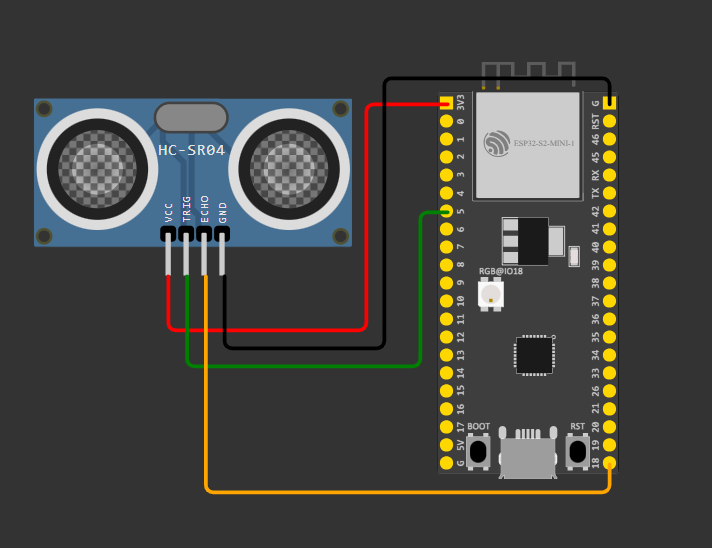 HC-SR04
VCC
TRIG
ECHO
GND
ESP32-S2-MINI-1
RGB@IO18
BOOT
RST
3V3
0
1
2
3
4
5
6
7
8
9
10
11
12
13
14
15
16
17
5V
G
G
RST
46
45
RX
TX
42
41
40
39
38
37
36
35
34
33
26
21
20
19
18